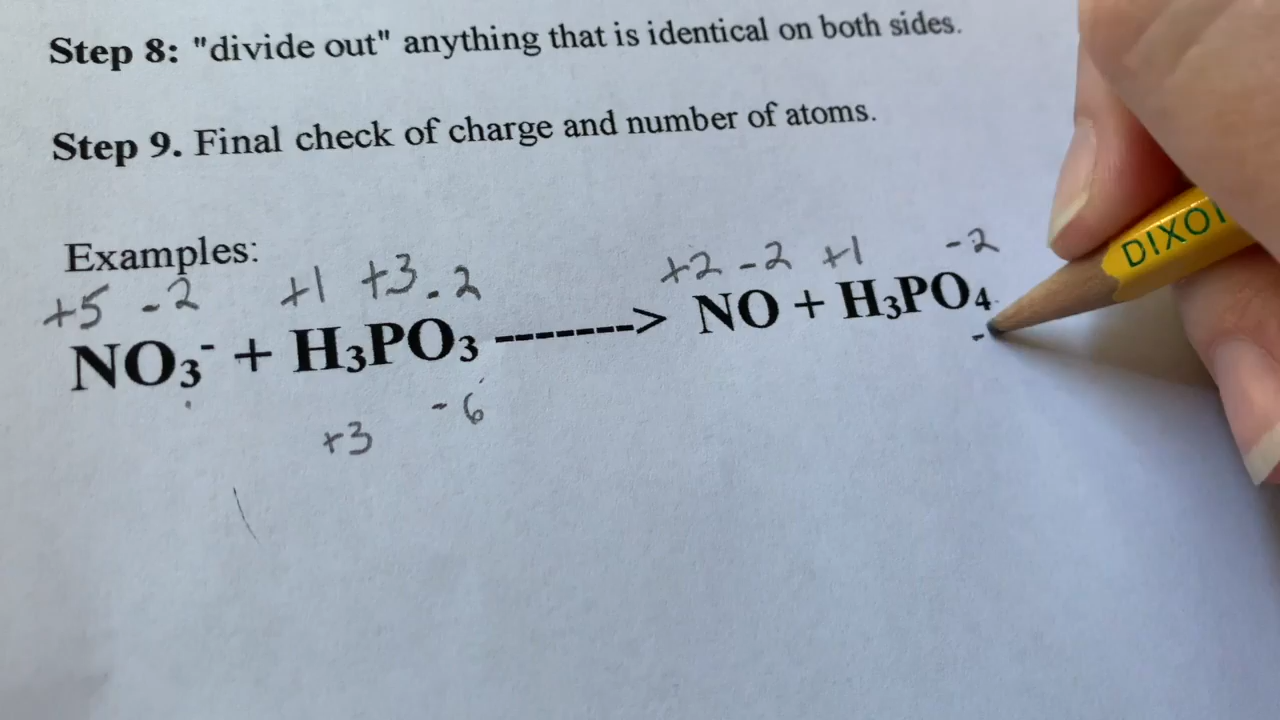 Step 8: "divide out" anything that is identical on both sides.
Step 9. Final check of charge and number of atoms.
Examples:
+5 -2 +1 +3 -2 +2 -2 +1 -2
NO₃⁻ + H₃PO₃ -------> NO + H₃PO₄
+3 -6 -
DIXO